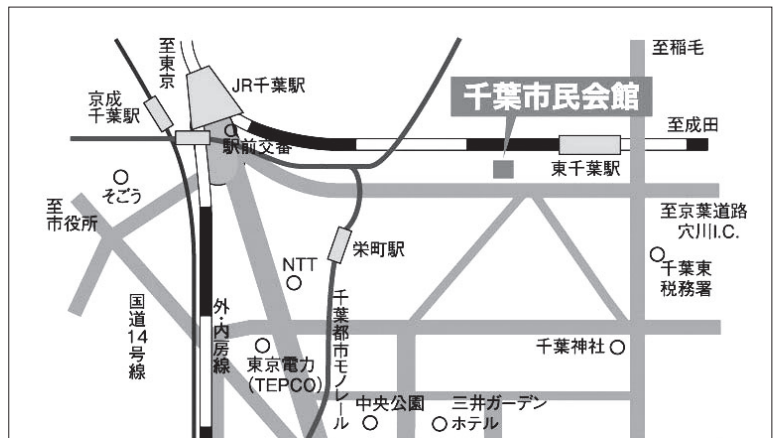 至東京
JR千葉駅
京成
千葉駅
駅前交番
千葉市民会館
至稲毛
至成田
東千葉駅
そごう
至
市役所
栄町駅
至京葉道路
穴川I.C.
千葉東
税務署
NTT
国道14号線
外・内房線
千葉都市モノレール
東京電力
(TEPCO)
千葉神社
中央公園
三井ガーデン
ホテル